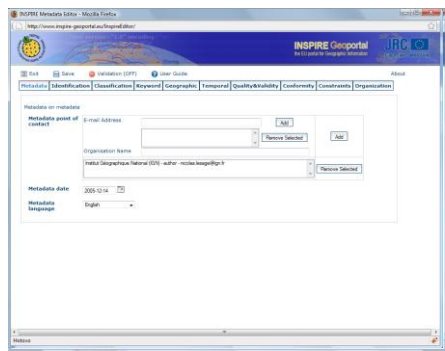 INSPIRE Metadata Editor - Mozilla Firefox
http://www.inspire-geoportal.eu/InspireEditor/
INSPIRE Geoportal
the EU portal for Geographic Information
JRC
Exit Save Validation (OFF) User Guide About
Metadata Identification Classification Keyword Geographic Temporal Quality&Validity Conformity Constraints Organization
Metadata on metadata
Metadata point of contact
E-mail Address
Add
Remove Selected
Add
Organisation Name
Institut Géographique National (IGN) - author - nicolas.lesage@ign.fr
Remove Selected
Metadata date
2005-12-14
Metadata language
English